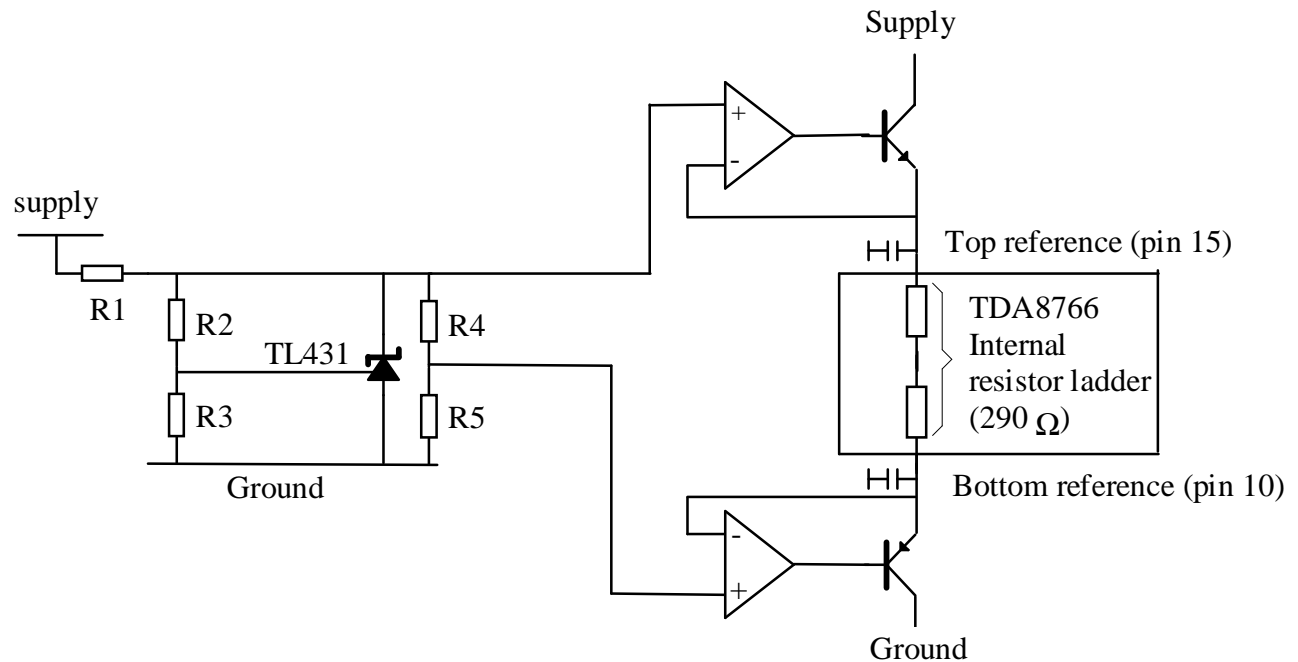 Supply
+
-
supply
R1
Top reference (pin 15)
R2
TL431
R4
R3
R5
TDA8766
Internal
resistor ladder
(290 Ω)
Ground
Bottom reference (pin 10)
-
+
Ground